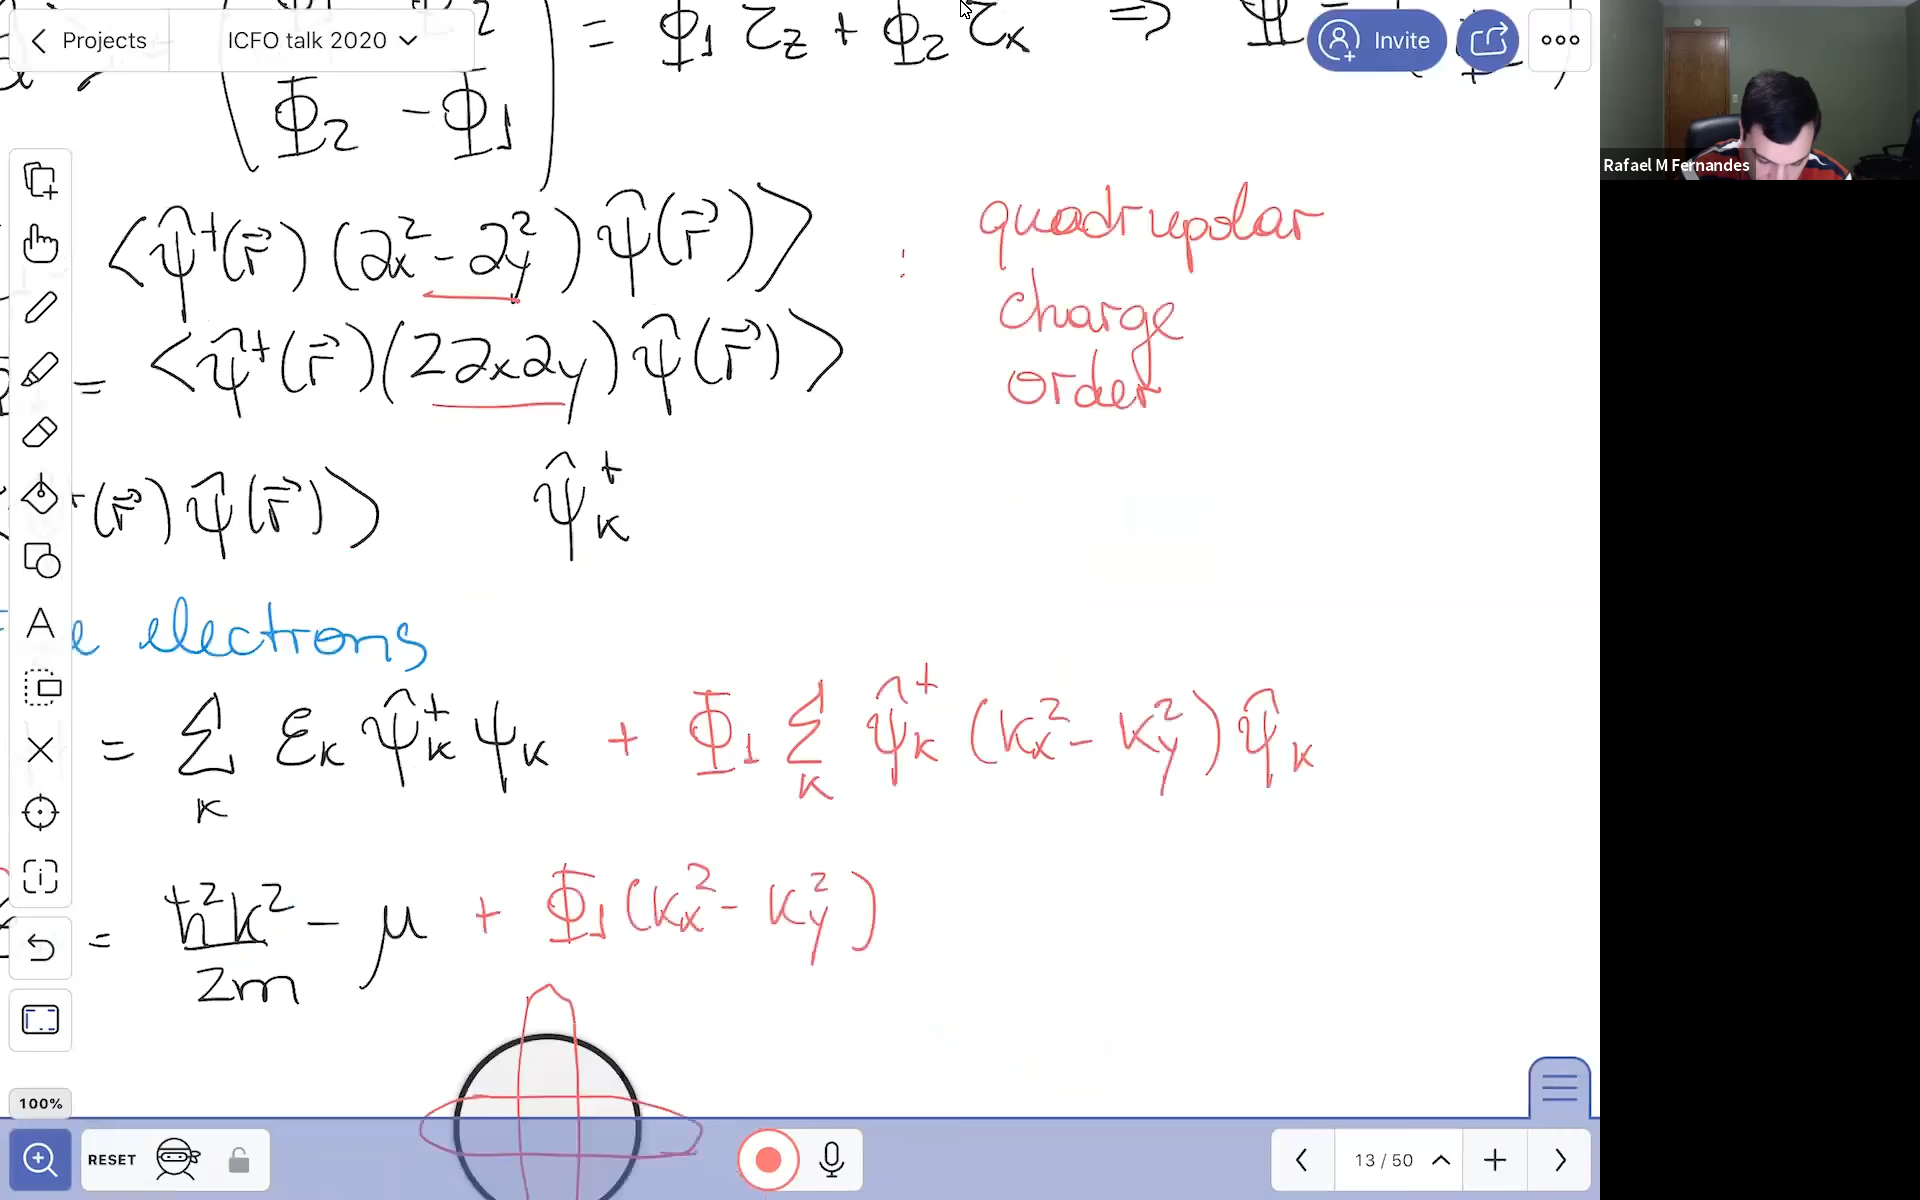 Projects
ICFO talk 2020
Invite
= Φ1 τz + Φ2 τx ⇒
Φ2 -Φ1
Rafael M Fernandes
⟨ψ̂†(r⃗)(∂x² - ∂y²)ψ̂(r⃗)⟩ : quadrupolar
= ⟨ψ̂†(r⃗)(2∂x∂y)ψ̂(r⃗)⟩ charge
order
(r⃗)ψ̂(r⃗)⟩ ψ̂k†
electrons
= Σk εk ψ̂k† ψk + Φ1 Σk ψ̂k† (kx² - ky²) ψ̂k
= ħ²k²/2m - μ + Φ1 (kx² - ky²)
100%
RESET
13 / 50